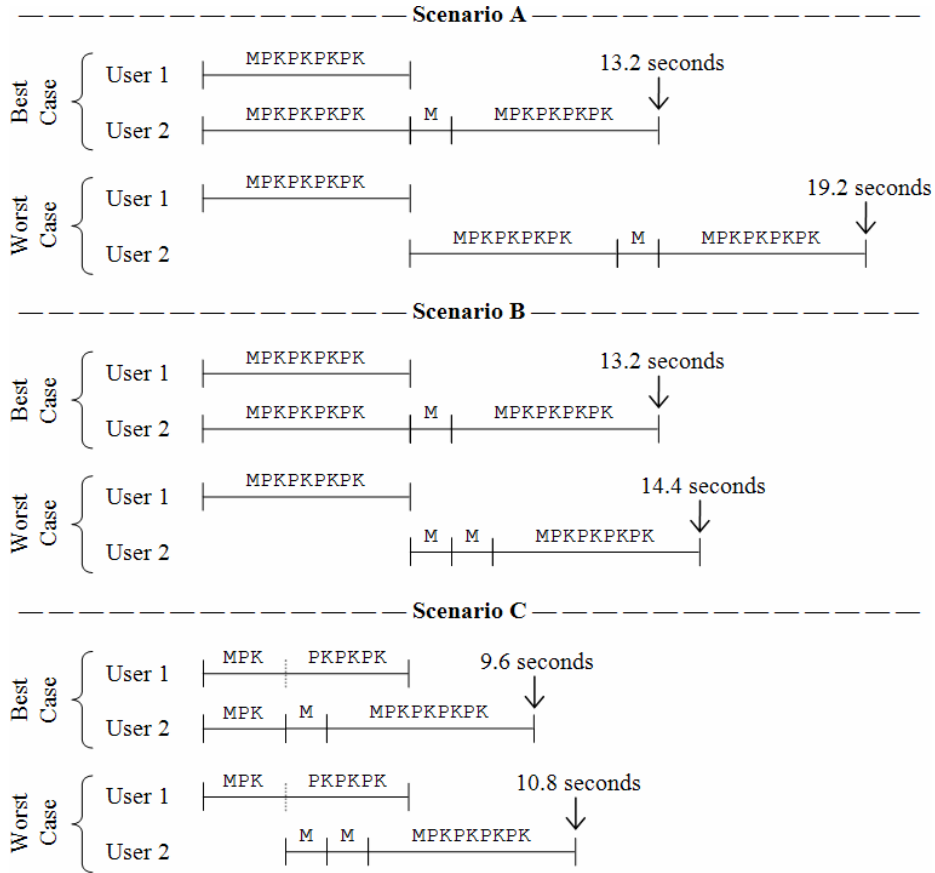 Scenario A
Best Case
User 1 MPKPKPKPK
13.2 seconds
User 2 MPKPKPKPK M MPKPKPKPK
Worst Case
User 1 MPKPKPKPK
19.2 seconds
User 2 MPKPKPKPK M MPKPKPKPK
Scenario B
Best Case
User 1 MPKPKPKPK
13.2 seconds
User 2 MPKPKPKPK M MPKPKPKPK
Worst Case
User 1 MPKPKPKPK
14.4 seconds
User 2 M M MPKPKPKPK
Scenario C
Best Case
User 1 MPK PKPKPK
9.6 seconds
User 2 MPK M MPKPKPKPK
Worst Case
User 1 MPK PKPKPK
10.8 seconds
User 2 M M MPKPKPKPK